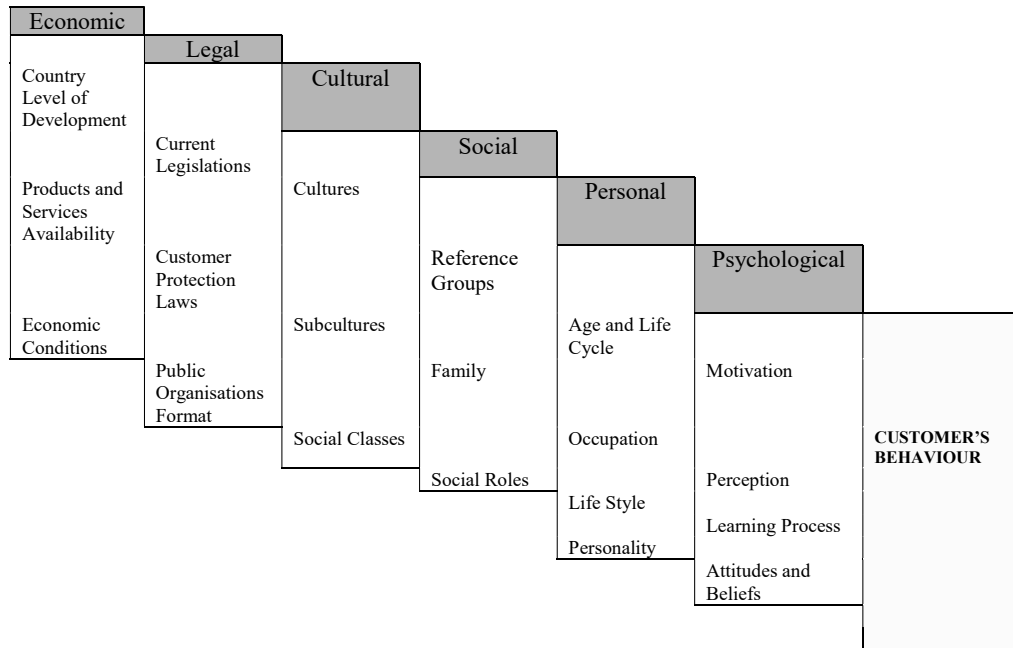 Economic
Country
Level of
Development
Products and
Services
Availability
Economic
Conditions
Legal
Current
Legislations
Customer
Protection
Laws
Public
Organisations
Format
Cultural
Cultures
Subcultures
Social Classes
Social
Reference
Groups
Family
Social Roles
Personal
Age and Life
Cycle
Occupation
Life Style
Personality
Psychological
Motivation
Perception
Learning Process
Attitudes and
Beliefs
CUSTOMER’S
BEHAVIOUR